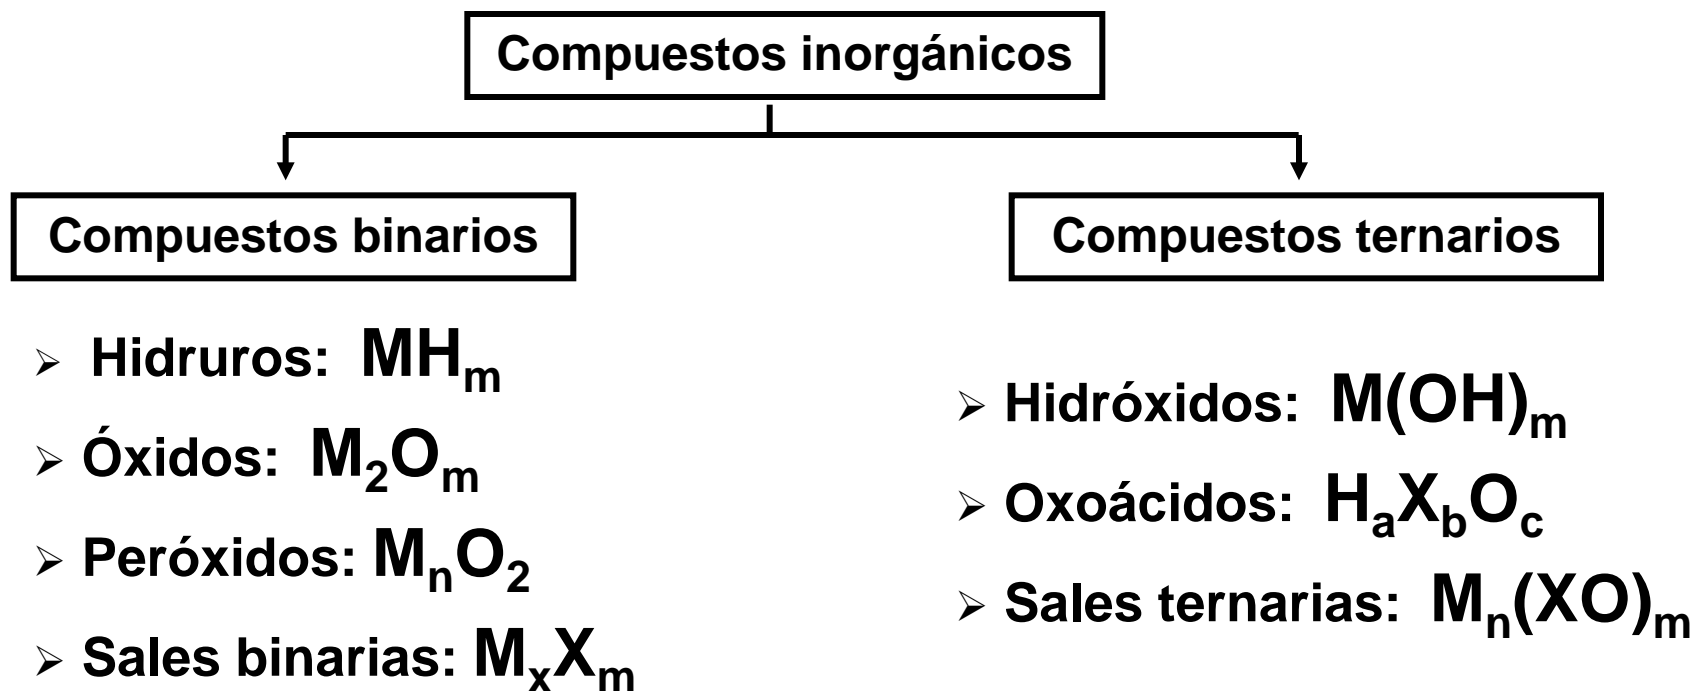 Compuestos inorgánicos
Compuestos binarios
Compuestos ternarios
➢ Hidruros: MHₘ
➢ Óxidos: M₂Oₘ
➢ Peróxidos: MₙO₂
➢ Sales binarias: MₓXₘ
➢ Hidróxidos: M(OH)ₘ
➢ Oxoácidos: HₐX_bO_c
➢ Sales ternarias: Mₙ(XO)ₘ